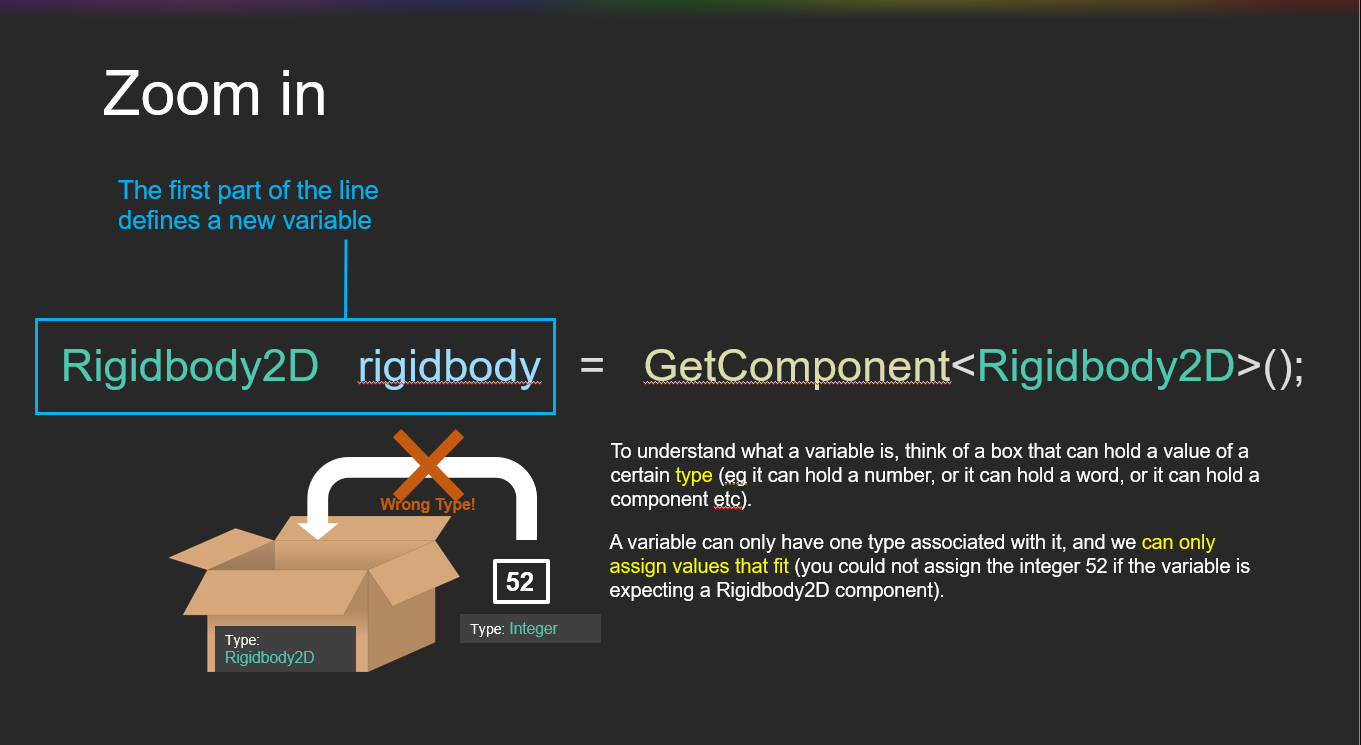 Zoom in
The first part of the line
defines a new variable
Rigidbody2D rigidbody = GetComponent<Rigidbody2D>();
Wrong Type!
52
Type: Integer
Type:
Rigidbody2D
To understand what a variable is, think of a box that can hold a value of a
certain type (eg it can hold a number, or it can hold a word, or it can hold a
component etc).
A variable can only have one type associated with it, and we can only
assign values that fit (you could not assign the integer 52 if the variable is
expecting a Rigidbody2D component).